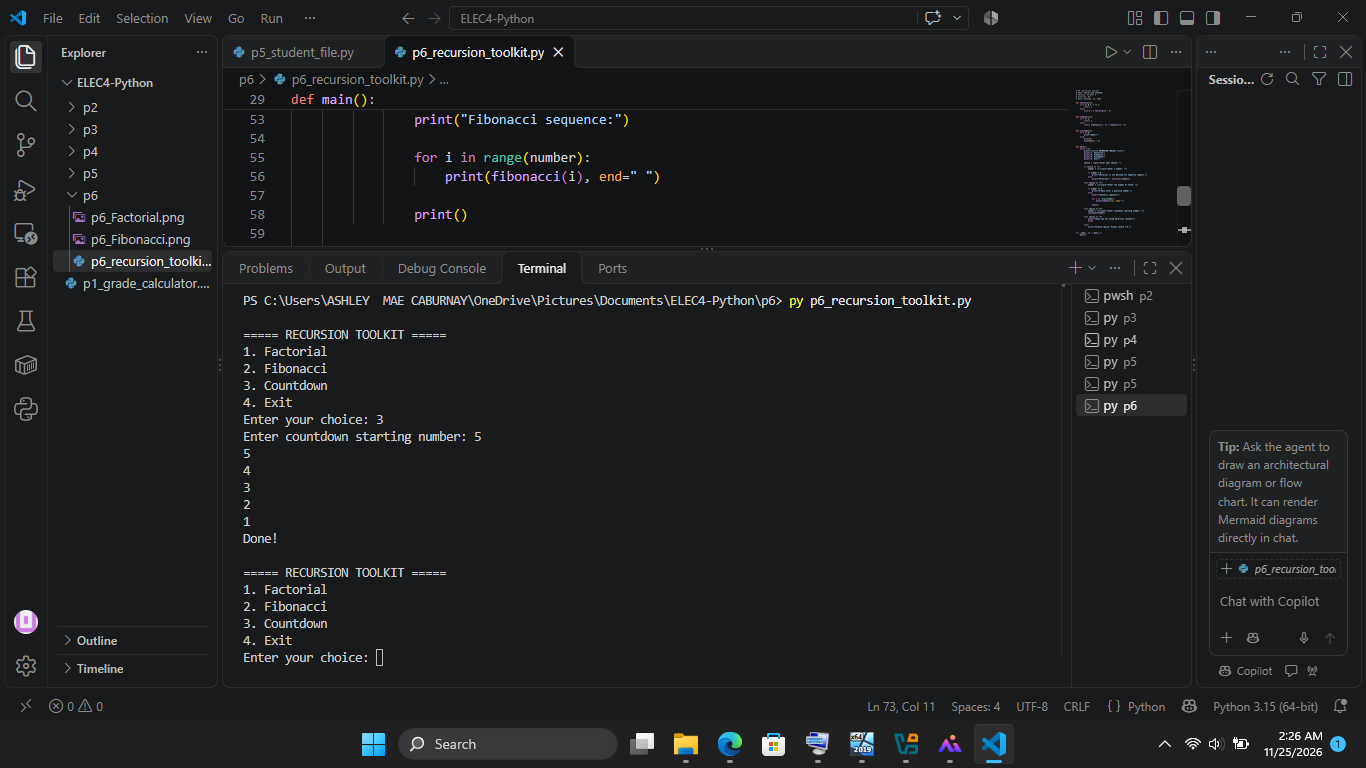 File Edit Selection View Go Run ··· ELEC4-Python
Explorer ···
ELEC4-Python
p2
p3
p4
p5
p6
p6_Factorial.png
p6_Fibonacci.png
p6_recursion_toolki...
p1_grade_calculator....
Outline
Timeline
p5_student_file.py p6_recursion_toolkit.py
p6 > p6_recursion_toolkit.py > ...
29 def main():
53 print("Fibonacci sequence:")
54
55 for i in range(number):
56 print(fibonacci(i), end=" ")
57
58 print()
59
Problems Output Debug Console Terminal Ports
PS C:\Users\ASHLEY  MAE CABURNAY\OneDrive\Pictures\Documents\ELEC4-Python\p6> py p6_recursion_toolkit.py
===== RECURSION TOOLKIT =====
1. Factorial
2. Fibonacci
3. Countdown
4. Exit
Enter your choice: 3
Enter countdown starting number: 5
5
4
3
2
1
Done!
===== RECURSION TOOLKIT =====
1. Factorial
2. Fibonacci
3. Countdown
4. Exit
Enter your choice:
pwsh p2
py p3
py p4
py p5
py p5
py p6
Sessio...
Tip: Ask the agent to
draw an architectural
diagram or flow
chart. It can render
Mermaid diagrams
directly in chat.
p6_recursion_tool
Chat with Copilot
Copilot
0 0 Ln 73, Col 11 Spaces: 4 UTF-8 CRLF { } Python Python 3.15 (64-bit)
Search
x64
2019
2:26 AM
11/25/2026
1